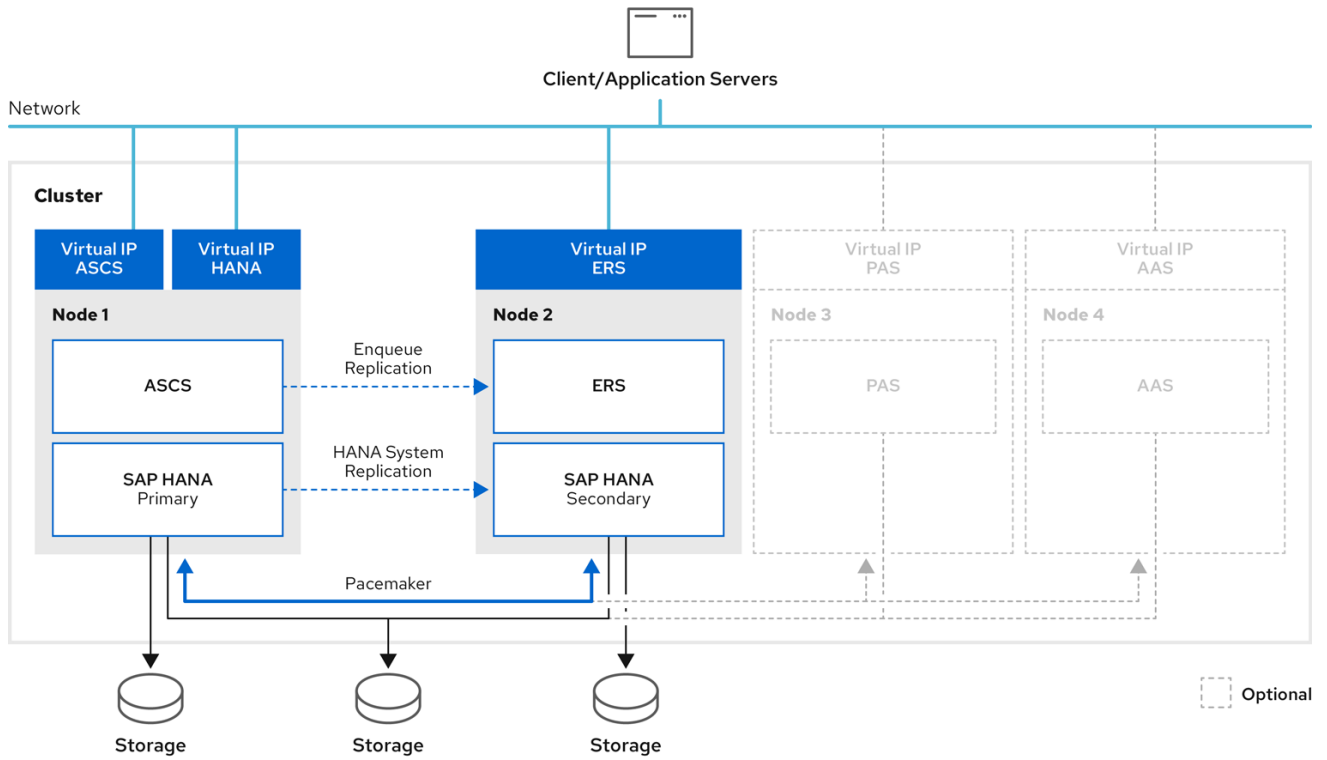 Client/Application Servers
Network
Cluster
Virtual IP
ASCS
Virtual IP
HANA
Virtual IP
ERS
Virtual IP
PAS
Virtual IP
AAS
Node 1
Node 2
Node 3
Node 4
ASCS
Enqueue
Replication
ERS
PAS
AAS
SAP HANA
Primary
HANA System
Replication
SAP HANA
Secondary
Pacemaker
Storage
Storage
Storage
Optional